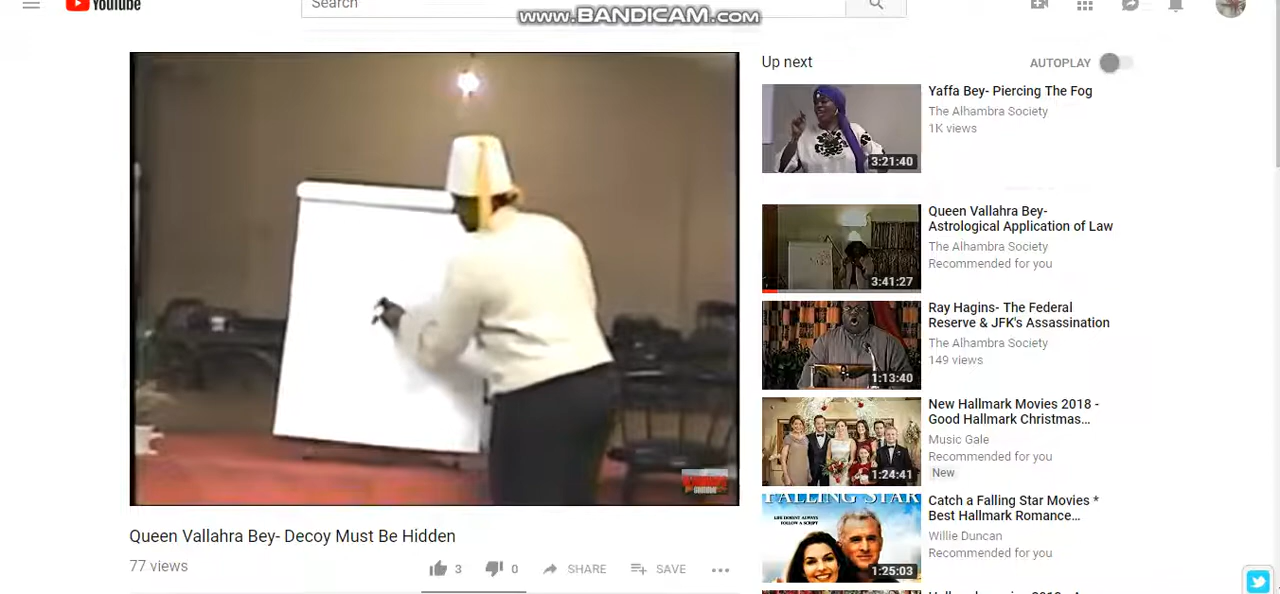 YouTube
Search
www.BANDICAM.com
Up next
AUTOPLAY
Yaffa Bey- Piercing The Fog
The Alhambra Society
1K views
3:21:40
Queen Vallahra Bey-
Astrological Application of Law
The Alhambra Society
Recommended for you
3:41:27
Ray Hagins- The Federal
Reserve & JFK's Assassination
The Alhambra Society
149 views
1:13:40
New Hallmark Movies 2018 -
Good Hallmark Christmas...
Music Gale
Recommended for you
New
1:24:41
Catch a Falling Star Movies *
Best Hallmark Romance...
Willie Duncan
Recommended for you
FALLING STAR
LIFE DOESN'T ALWAYS
FOLLOW A SCRIPT
1:25:03
Queen Vallahra Bey- Decoy Must Be Hidden
77 views
3
0
SHARE
SAVE